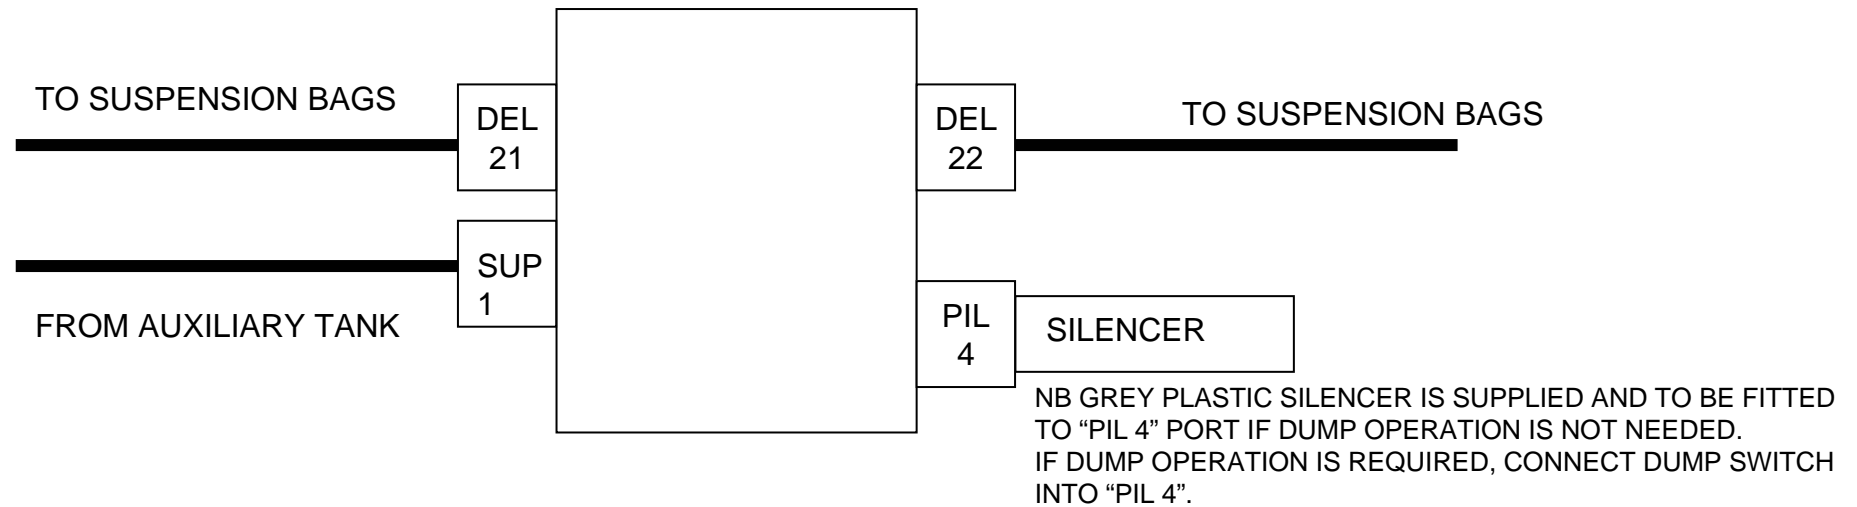 TO SUSPENSION BAGS
DEL
21
DEL
22
TO SUSPENSION BAGS
SUP
1
FROM AUXILIARY TANK
PIL
4
SILENCER
NB GREY PLASTIC SILENCER IS SUPPLIED AND TO BE FITTED
TO “PIL 4” PORT IF DUMP OPERATION IS NOT NEEDED.
IF DUMP OPERATION IS REQUIRED, CONNECT DUMP SWITCH
INTO “PIL 4”.